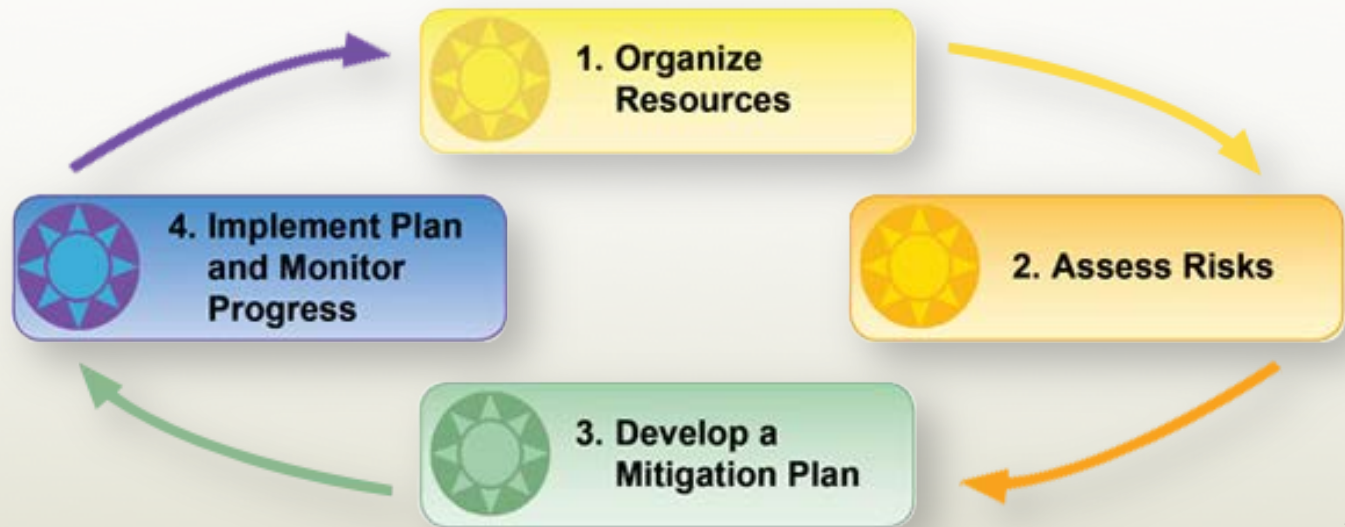 1. Organize
Resources
2. Assess Risks
3. Develop a
Mitigation Plan
4. Implement Plan
and Monitor
Progress